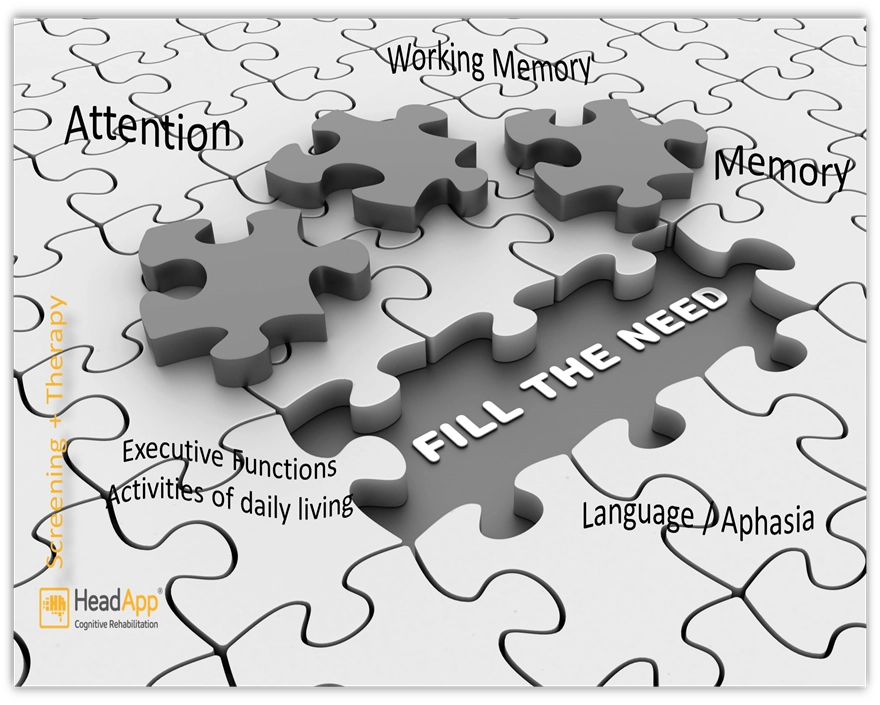 Working Memory
Attention
Memory
FILL THE NEED
Screening + Therapy
Executive Functions
Activities of daily living
Language / Aphasia
HeadApp®
Cognitive Rehabilitation